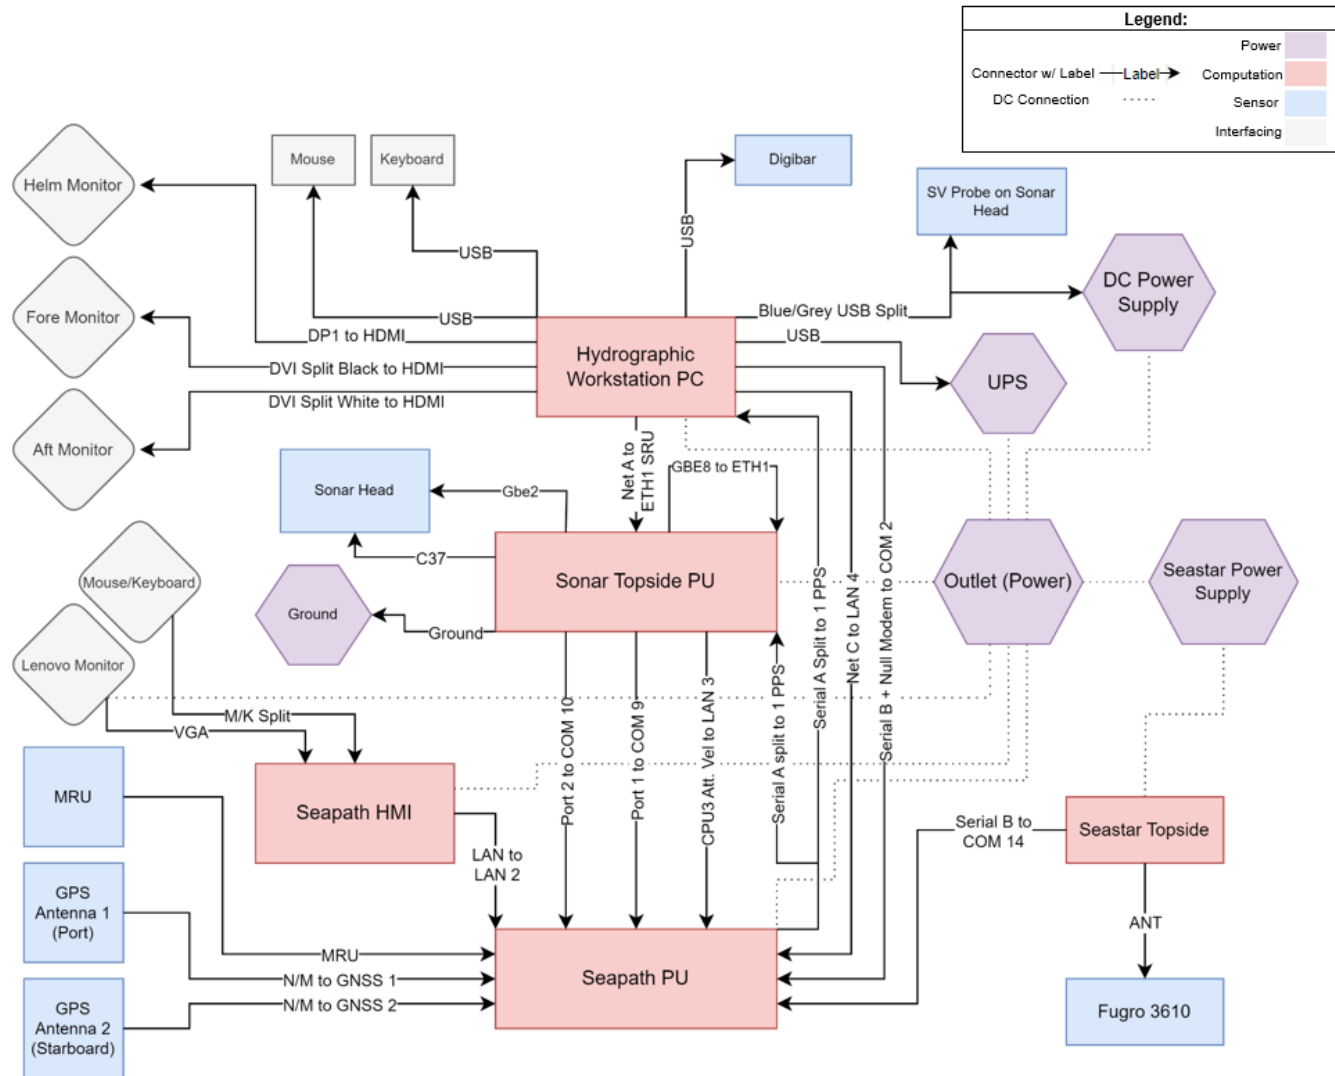 Legend:
Power
Connector w/ Label
Label
Computation
DC Connection
Sensor
Interfacing
Helm Monitor
Mouse
Keyboard
Digibar
SV Probe on Sonar
Head
USB
USB
USB
DC Power
Supply
Fore Monitor
Blue/Grey USB Split
USB
DP1 to HDMI
Hydrographic
Workstation PC
DVI Split Black to HDMI
UPS
DVI Split White to HDMI
Aft Monitor
Net A to
ETH1 SRU
GBE8 to ETH1
Sonar Head
Gbe2
C37
Sonar Topside PU
Outlet (Power)
Seastar Power
Supply
Mouse/Keyboard
Ground
Ground
Lenovo Monitor
Serial A Split to 1 PPS
Net C to LAN 4
Serial B + Null Modem to COM 2
M/K Split
VGA
Port 2 to COM 10
Port 1 to COM 9
CPU3 Att. Vel to LAN 3
Serial A split to 1 PPS
MRU
Seapath HMI
Serial B to
COM 14
Seastar Topside
LAN to
LAN 2
GPS
Antenna 1
(Port)
ANT
MRU
Seapath PU
N/M to GNSS 1
N/M to GNSS 2
GPS
Antenna 2
(Starboard)
Fugro 3610